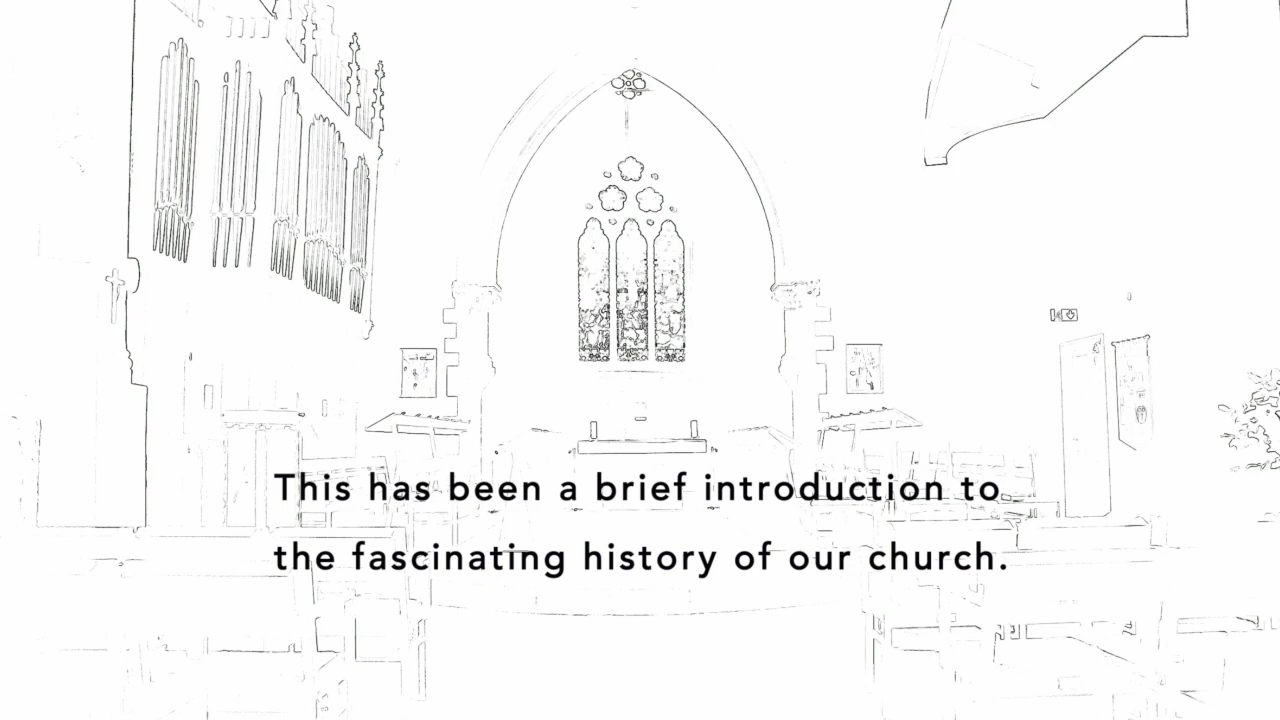 This has been a brief introduction to
the fascinating history of our church.